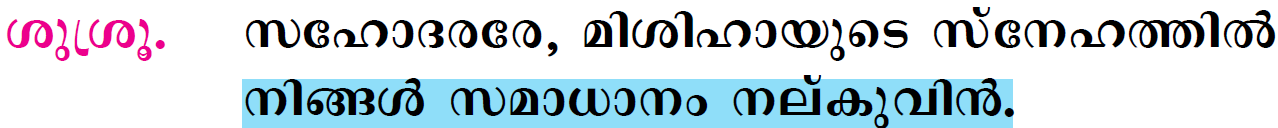 ശുശ്രൂ. സഹോദരരേ, മിശിഹായുടെ സ്നേഹത്തിൽ
നിങ്ങൾ സമാധാനം നല്കുവിൻ.